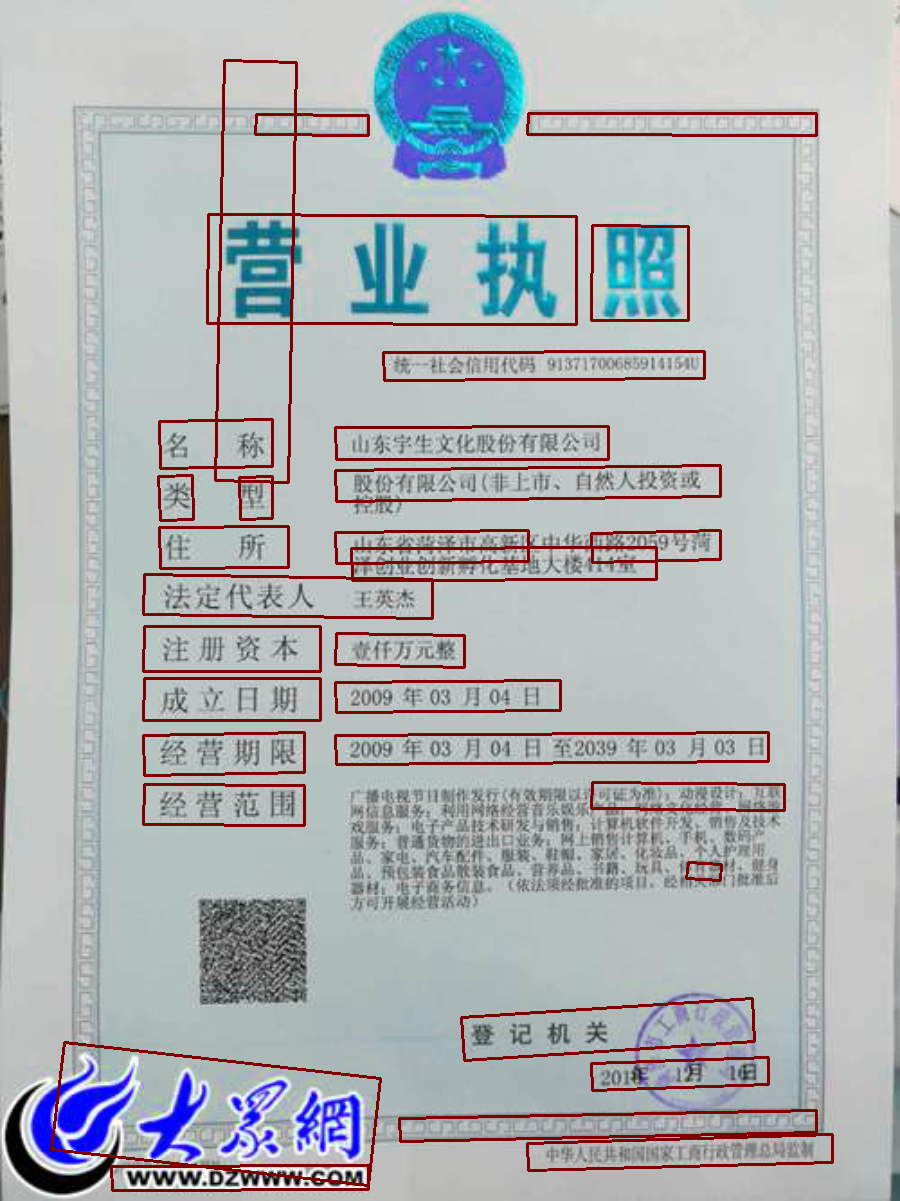 营业执照
统一社会信用代码 91371700685914154U
名称 山东宇生文化股份有限公司
类型 股份有限公司(非上市、自然人投资或
控股)
住所 山东省菏泽市高新区中华西路2059号菏
泽创业创新孵化基地大楼414室
法定代表人 王英杰
注册资本 壹仟万元整
成立日期 2009 年 03 月 04 日
经营期限 2009 年 03 月 04 日 至2039 年 03 月 03 日
经营范围 广播电视节目制作发行(有效期限以许可证为准);动漫设计;互联
网信息服务;利用网络经营音乐娱乐产品、网络文化经营、网络游
戏服务;电子产品技术研发与销售;计算机软件开发、销售及技术
服务;普通货物的进出口业务;网上销售计算机、手机、数码产
品、家电、汽车配件、服装、鞋帽、家居、化妆品、个人护理用
品、预包装食品散装食品、营养品、书籍、玩具、体育器材、健身
器材;电子商务信息。(依法须经批准的项目,经相关部门批准后
方可开展经营活动)
登记机关
年 12月 日
大眾網
WWW.DZWWW.COM
中华人民共和国国家工商行政管理总局监制